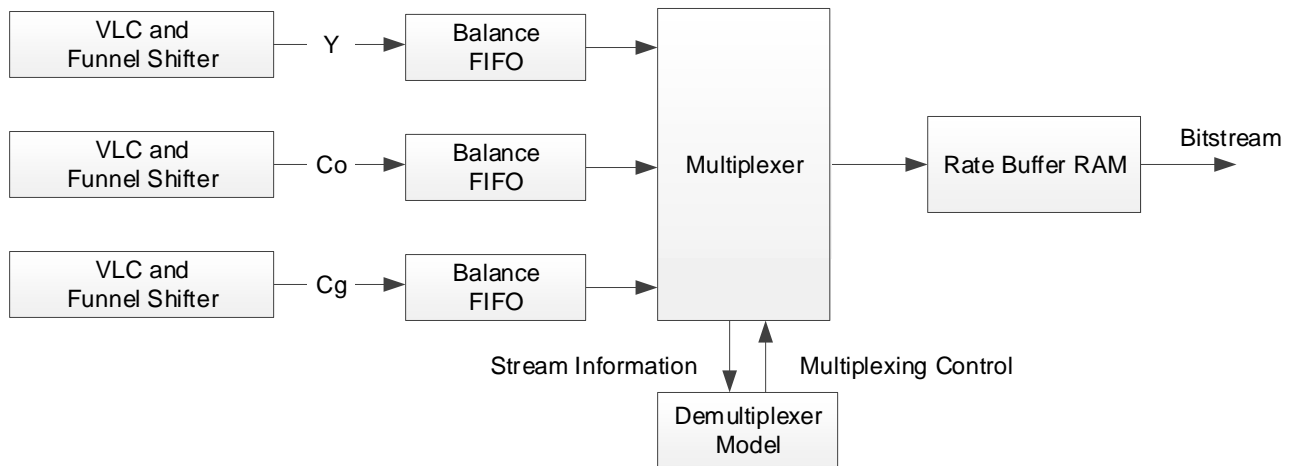 VLC and
Funnel Shifter
Y
Balance
FIFO
VLC and
Funnel Shifter
Co
Balance
FIFO
Multiplexer
Rate Buffer RAM
Bitstream
VLC and
Funnel Shifter
Cg
Balance
FIFO
Stream Information
Multiplexing Control
Demultiplexer
Model